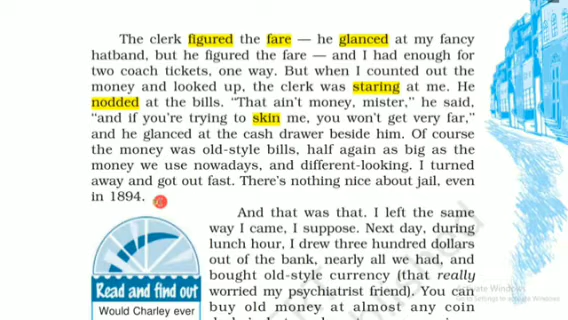 The clerk figured the fare — he glanced at my fancy
hatband, but he figured the fare — and I had enough for
two coach tickets, one way. But when I counted out the
money and looked up, the clerk was staring at me. He
nodded at the bills. “That ain’t money, mister,” he said,
“and if you’re trying to skin me, you won’t get very far,”
and he glanced at the cash drawer beside him. Of course
the money was old-style bills, half again as big as the
money we use nowadays, and different-looking. I turned
away and got out fast. There’s nothing nice about jail, even
in 1894.
And that was that. I left the same
way I came, I suppose. Next day, during
lunch hour, I drew three hundred dollars
out of the bank, nearly all we had, and
bought old-style currency (that really
worried my psychiatrist friend). You can
buy old money at almost any coin
Read and find out
Would Charley ever
Activate Windows
Go to Settings to activate Windows.